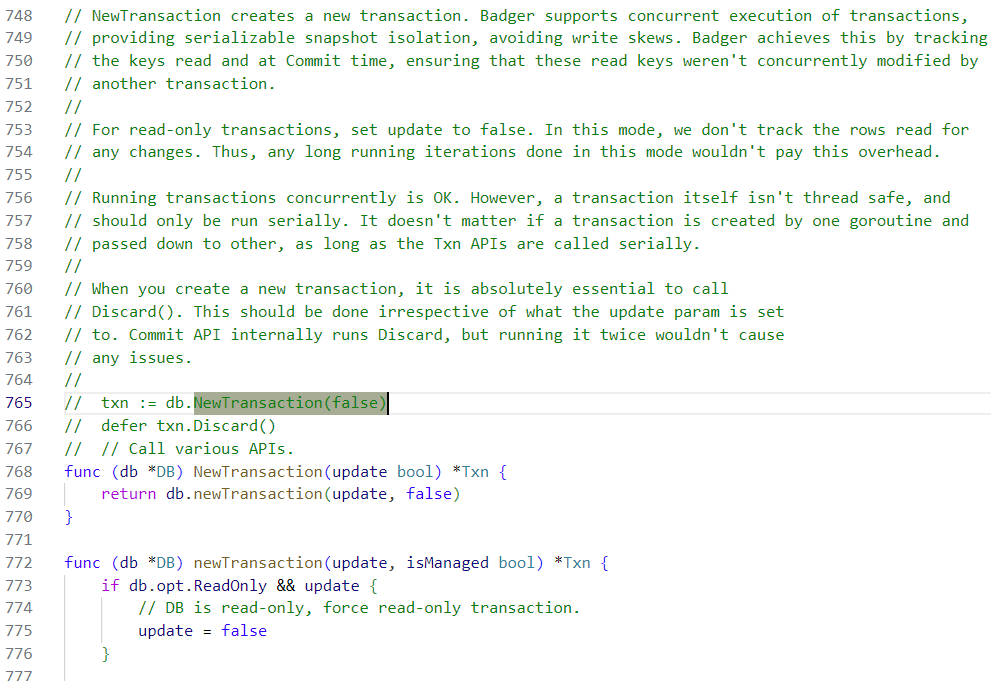 748 // NewTransaction creates a new transaction. Badger supports concurrent execution of transactions,
749 // providing serializable snapshot isolation, avoiding write skews. Badger achieves this by tracking
750 // the keys read and at Commit time, ensuring that these read keys weren't concurrently modified by
751 // another transaction.
752 //
753 // For read-only transactions, set update to false. In this mode, we don't track the rows read for
754 // any changes. Thus, any long running iterations done in this mode wouldn't pay this overhead.
755 //
756 // Running transactions concurrently is OK. However, a transaction itself isn't thread safe, and
757 // should only be run serially. It doesn't matter if a transaction is created by one goroutine and
758 // passed down to other, as long as the Txn APIs are called serially.
759 //
760 // When you create a new transaction, it is absolutely essential to call
761 // Discard(). This should be done irrespective of what the update param is set
762 // to. Commit API internally runs Discard, but running it twice wouldn't cause
763 // any issues.
764 //
765 //  txn := db.NewTransaction(false)
766 //  defer txn.Discard()
767 //  // Call various APIs.
768 func (db *DB) NewTransaction(update bool) *Txn {
769     return db.newTransaction(update, false)
770 }
771
772 func (db *DB) newTransaction(update, isManaged bool) *Txn {
773     if db.opt.ReadOnly && update {
774         // DB is read-only, force read-only transaction.
775         update = false
776     }
777